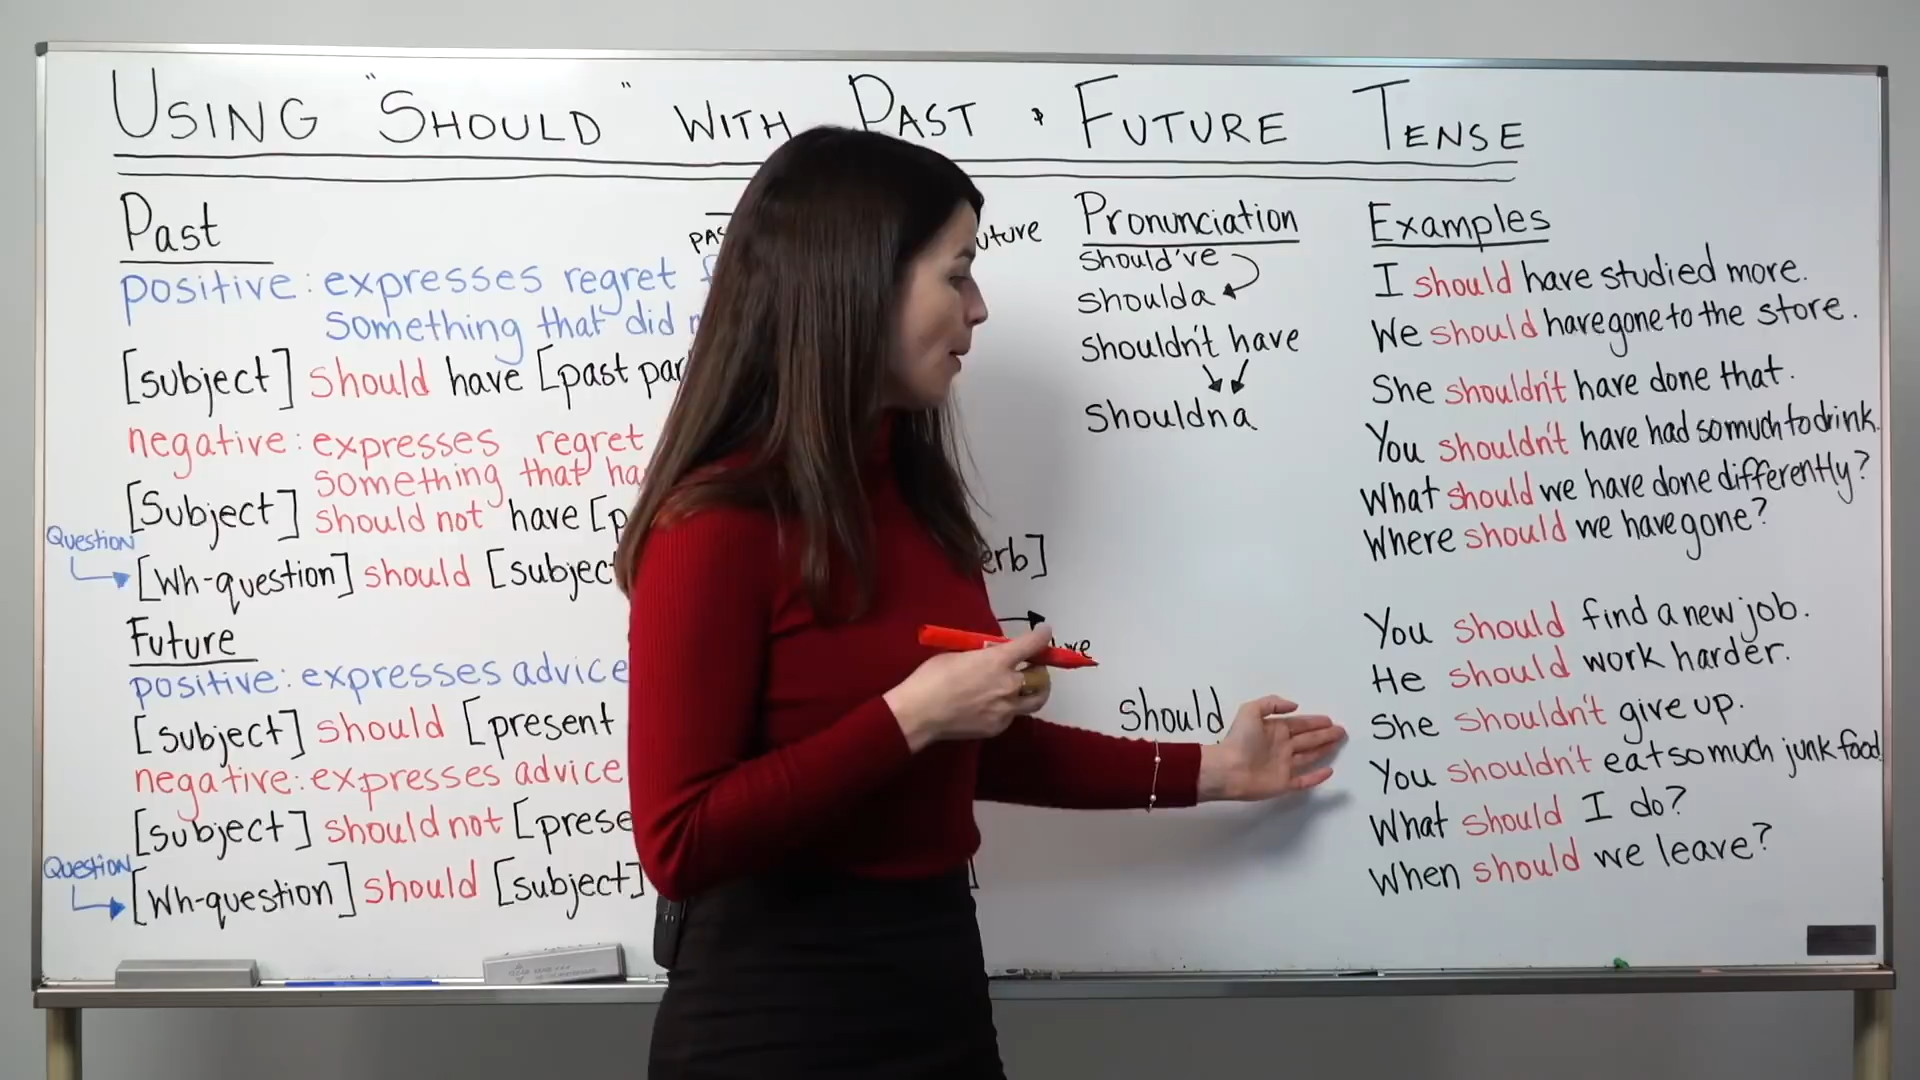 USING "SHOULD" WITH PAST & FUTURE TENSE
Past
positive: expresses regret
something that did
[subject] should have [past
negative: expresses regret
something that
[Subject] should not have
Question
[Wh-question] should
Future
positive: expresses advice
[subject] should [present
negative: expresses advice
[subject] should not
Question
[Wh-question] should [subject]
Pronunciation
should've
shoulda
Shouldn't have
Shouldna
should
Examples
I should have studied more.
We should have gone to the store.
She shouldn't have done that.
You shouldn't have had so much to drink.
What should we have done differently?
Where should we have gone?
You should find a new job.
He should work harder.
She shouldn't give up.
You shouldn't eat so much junk food.
What should I do?
When should we leave?